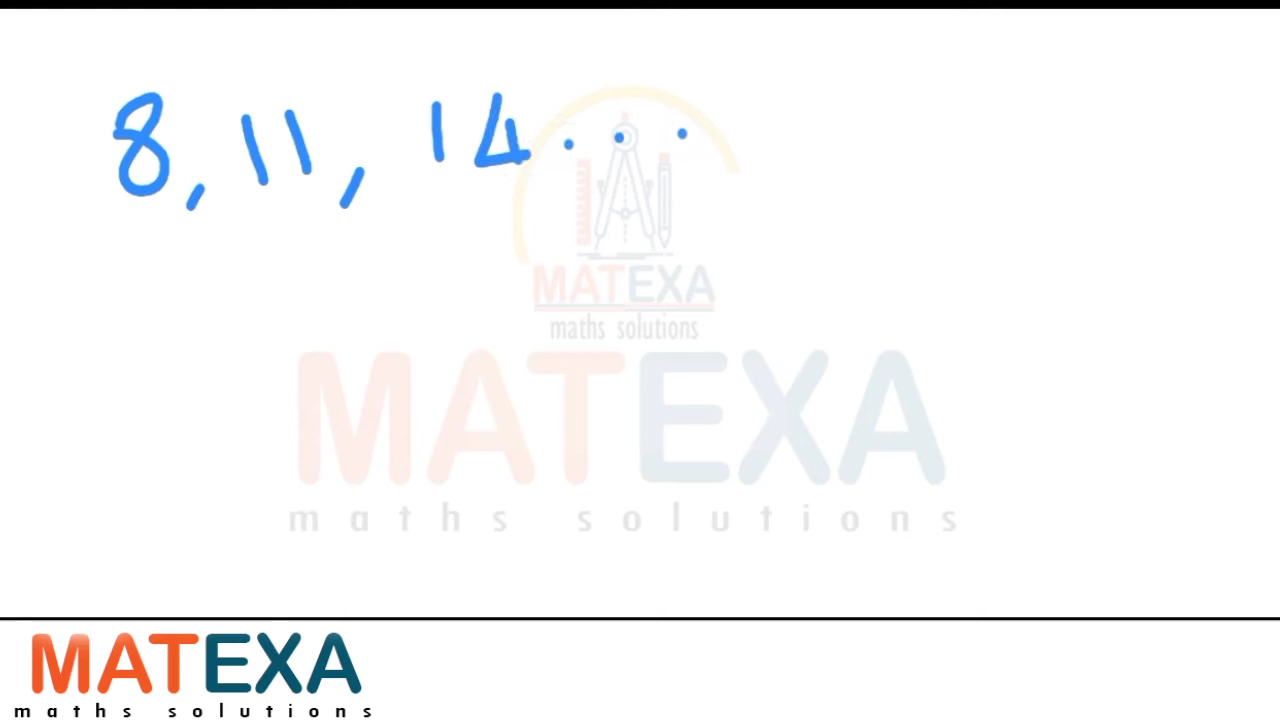 8, 11, 14 . . .
MATEXA
maths solutions
MATEXA
maths solutions
MATEXA
maths solutions